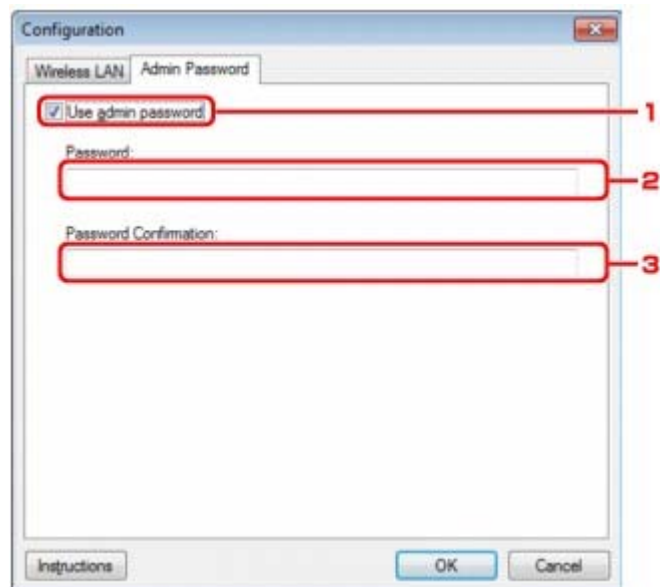 Configuration
Wireless LAN
Admin Password
Use admin password
1
Password:
2
Password Confirmation:
3
Instructions
OK
Cancel